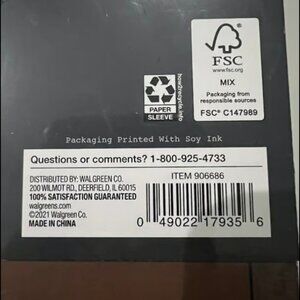 FSC
www.fsc.org
MIX
Packaging from
responsible sources
FSC® C147989
how2recycle.info
PAPER
SLEEVE
Packaging Printed With Soy Ink
Questions or comments? 1-800-925-4733
DISTRIBUTED BY: WALGREEN CO.
200 WILMOT RD., DEERFIELD, IL 60015
100% SATISFACTION GUARANTEED
walgreens.com
©2021 Walgreen Co.
MADE IN CHINA
ITEM 906686
0 49022 17935 6